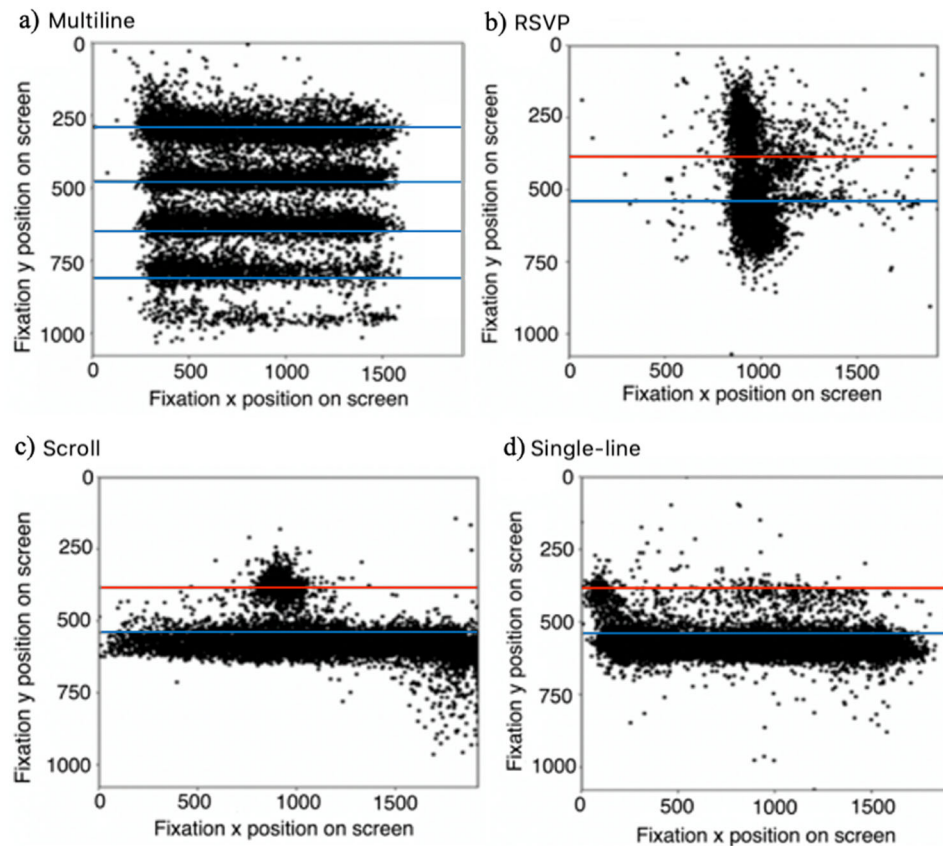 a) Multiline
0
250
500
750
1000
0 500 1000 1500
Fixation y position on screen
Fixation x position on screen
b) RSVP
0
250
500
750
1000
0 500 1000 1500
Fixation y position on screen
Fixation x position on screen
c) Scroll
0
250
500
750
1000
0 500 1000 1500
Fixation y position on screen
Fixation x position on screen
d) Single-line
0
250
500
750
1000
0 500 1000 1500
Fixation y position on screen
Fixation x position on screen